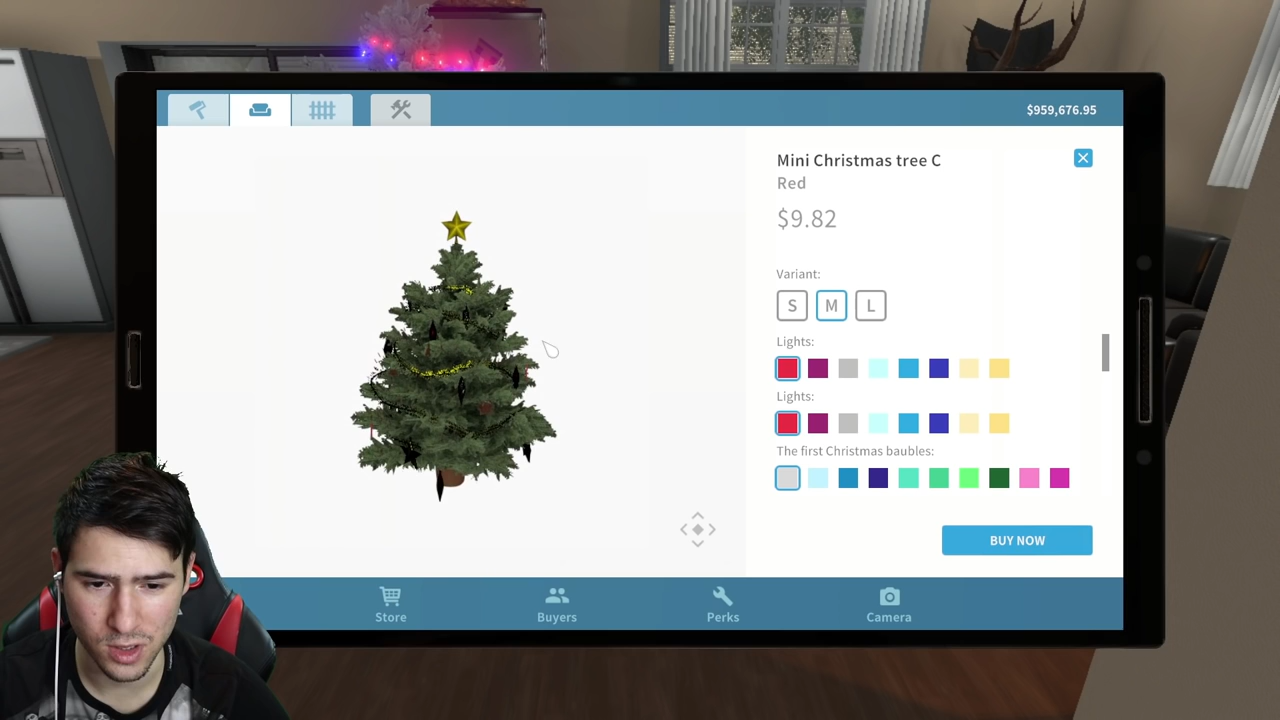 $959,676.95
Mini Christmas tree C
Red
$9.82
Variant:
S M L
Lights:
Lights:
The first Christmas baubles:
BUY NOW
Store Buyers Perks Camera